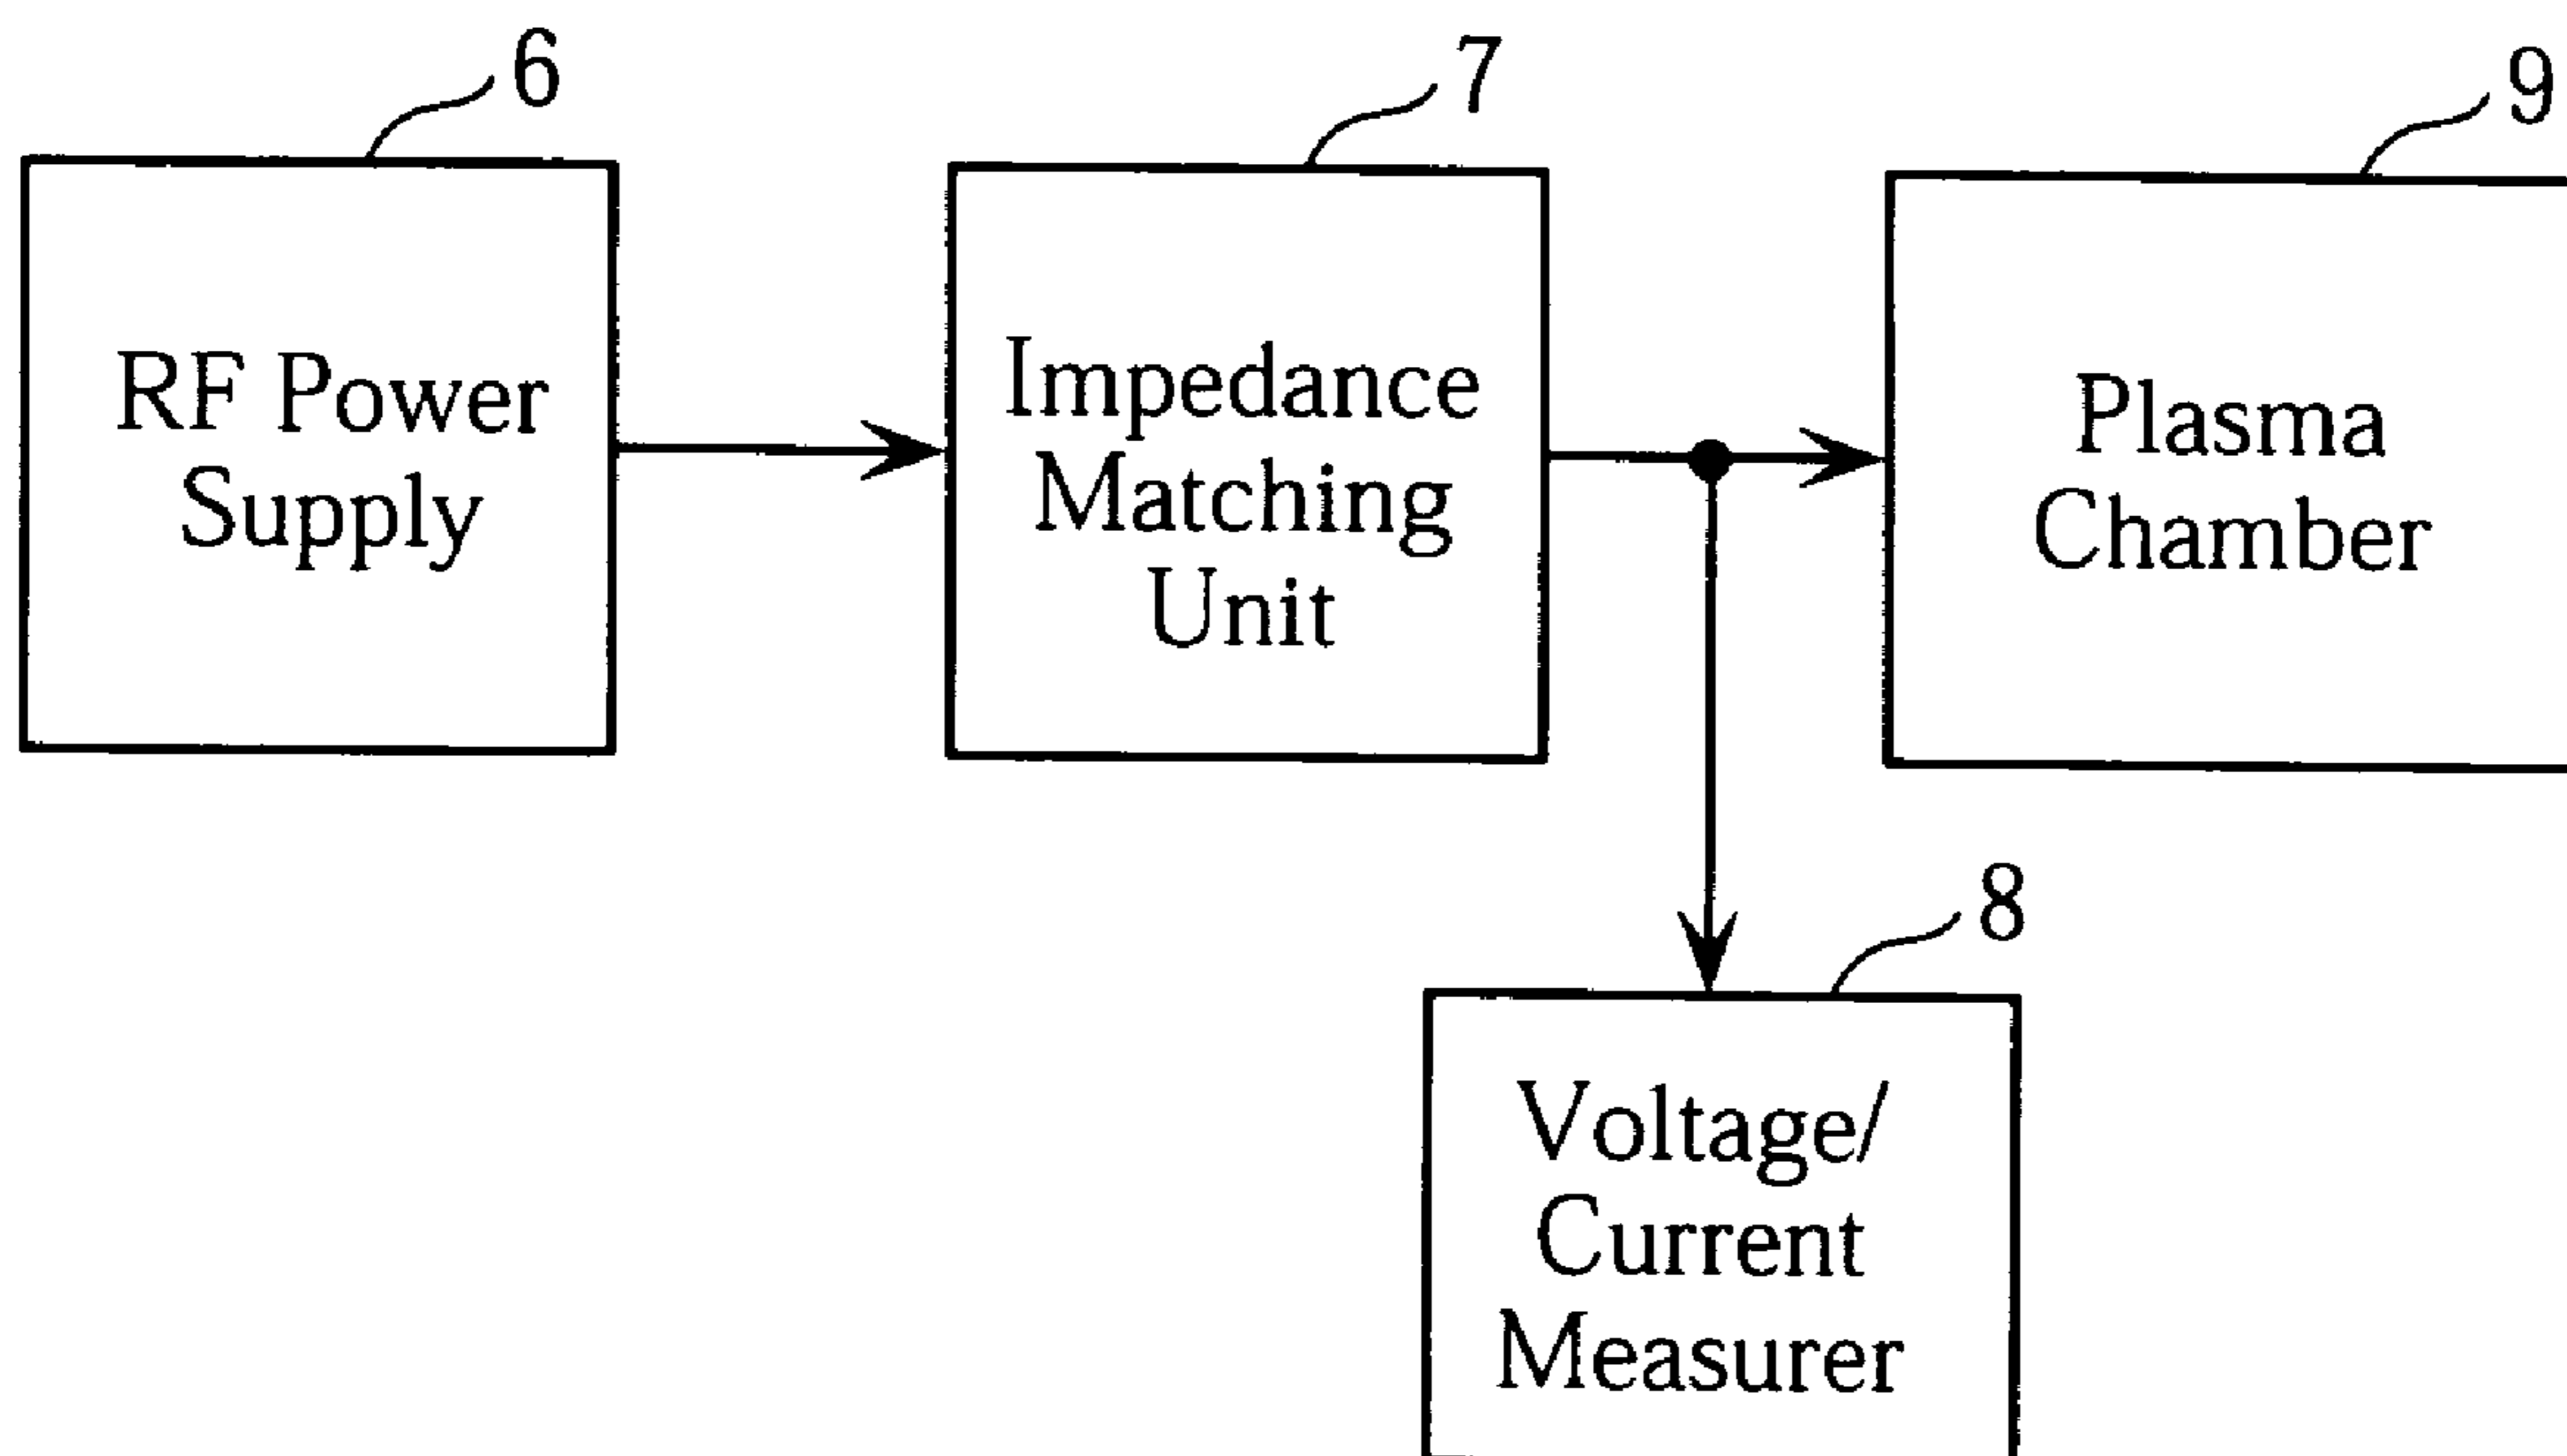 6
7
9
RF Power
Supply
Impedance
Matching
Unit
Plasma
Chamber
8
Voltage/
Current
Measurer